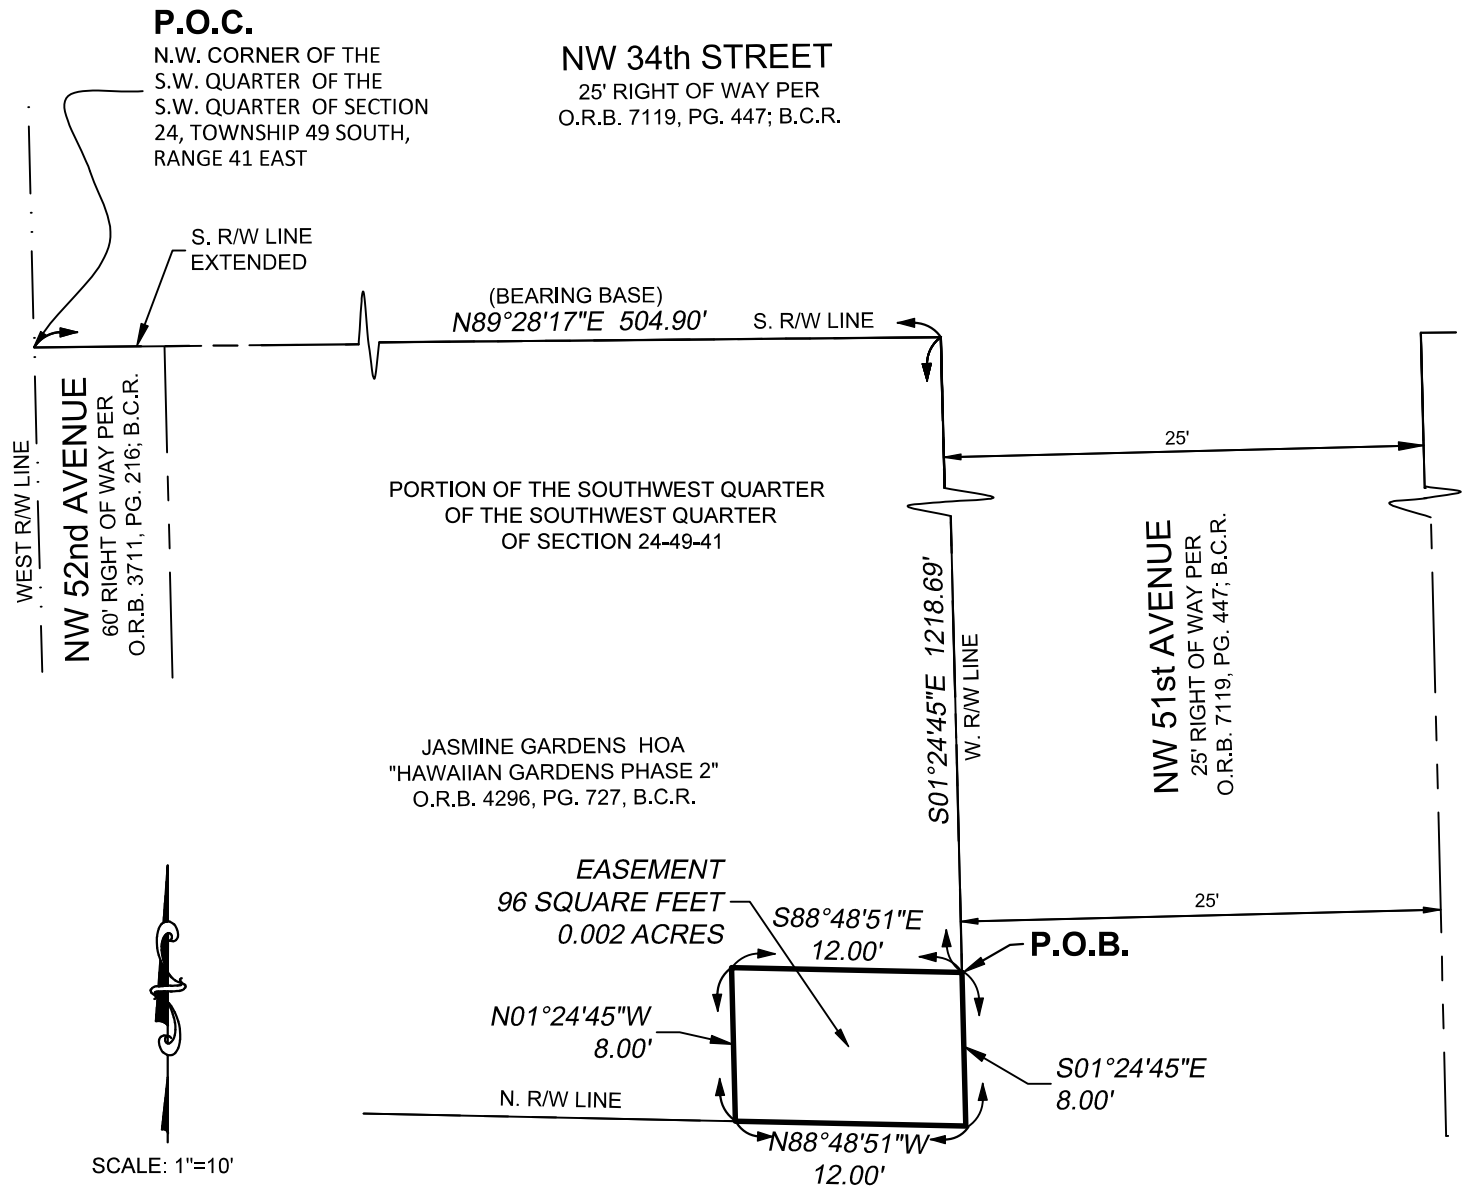 P.O.C.
N.W. CORNER OF THE
S.W. QUARTER OF THE
S.W. QUARTER OF SECTION
24, TOWNSHIP 49 SOUTH,
RANGE 41 EAST
NW 34th STREET
25' RIGHT OF WAY PER
O.R.B. 7119, PG. 447; B.C.R.
S. R/W LINE
EXTENDED
(BEARING BASE)
N89°28'17"E 504.90'
S. R/W LINE
WEST R/W LINE
NW 52nd AVENUE
60' RIGHT OF WAY PER
O.R.B. 3711, PG. 216; B.C.R.
25'
PORTION OF THE SOUTHWEST QUARTER
OF THE SOUTHWEST QUARTER
OF SECTION 24-49-41
S01°24'45"E 1218.69'
W. R/W LINE
NW 51st AVENUE
25' RIGHT OF WAY PER
O.R.B. 7119, PG. 447; B.C.R.
JASMINE GARDENS HOA
"HAWAIIAN GARDENS PHASE 2"
O.R.B. 4296, PG. 727, B.C.R.
EASEMENT
96 SQUARE FEET
0.002 ACRES
S88°48'51"E
12.00'
25'
P.O.B.
N01°24'45"W
8.00'
S01°24'45"E
8.00'
N. R/W LINE
N88°48'51"W
12.00'
SCALE: 1"=10'